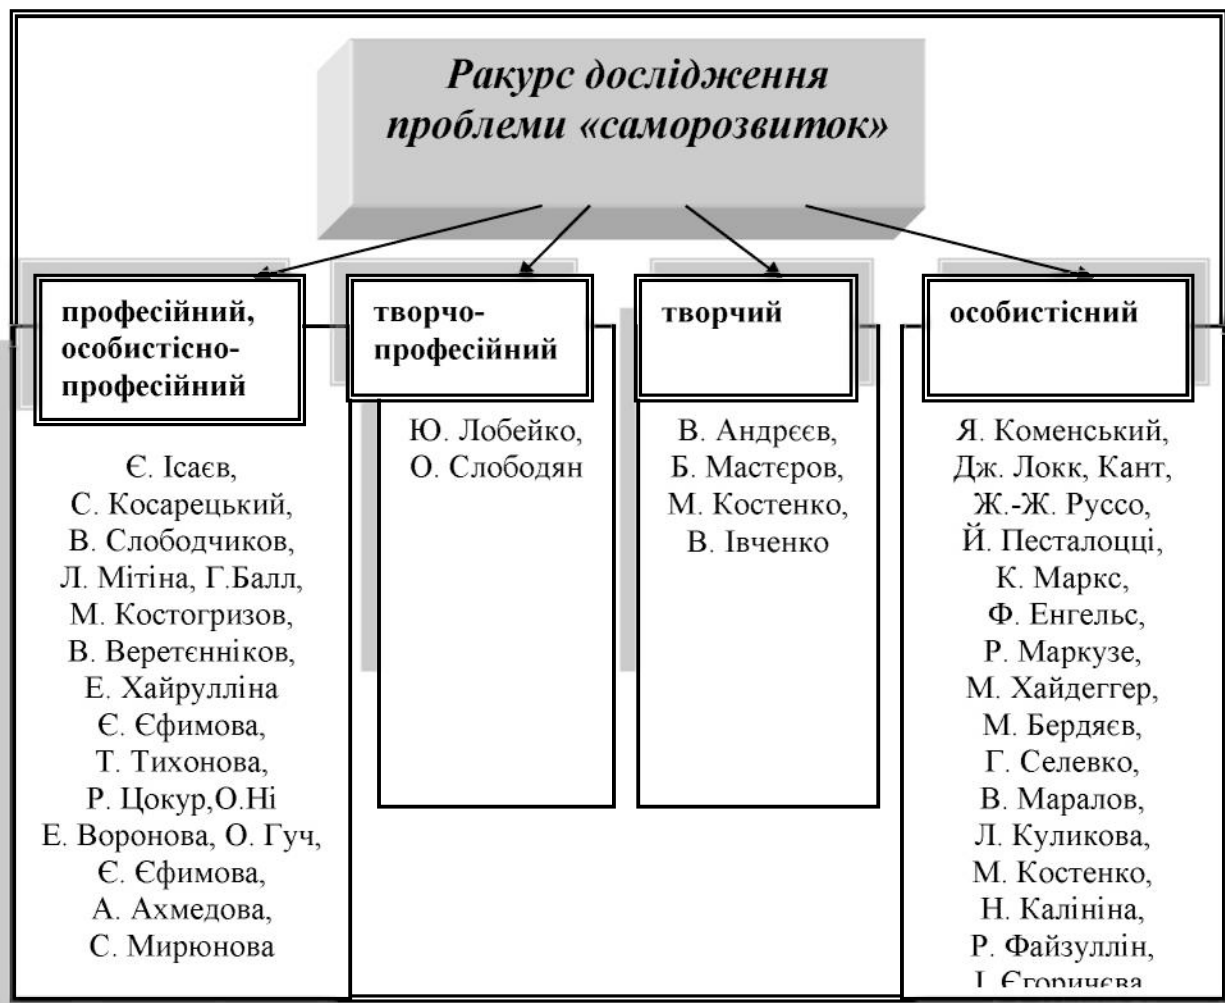 Ракурс дослідження
проблеми «саморозвиток»
професійний,
особистісно-
професійний
Є. Ісаєв,
С. Косарецький,
В. Слободчиков,
Л. Мітіна, Г.Балл,
М. Костогризов,
В. Веретєнніков,
Е. Хайрулліна
Є. Єфимова,
Т. Тихонова,
Р. Цокур,О.Ні
Е. Воронова, О. Гуч,
Є. Єфимова,
А. Ахмедова,
С. Мирюнова
творчо-
професійний
Ю. Лобейко,
О. Слободян
творчий
В. Андрєєв,
Б. Мастєров,
М. Костенко,
В. Івченко
особистісний
Я. Коменський,
Дж. Локк, Кант,
Ж.-Ж. Руссо,
Й. Песталоцці,
К. Маркс,
Ф. Енгельс,
Р. Маркузе,
М. Хайдеггер,
М. Бердяєв,
Г. Селевко,
В. Маралов,
Л. Куликова,
М. Костенко,
Н. Калініна,
Р. Файзуллін,
Єгоричєва